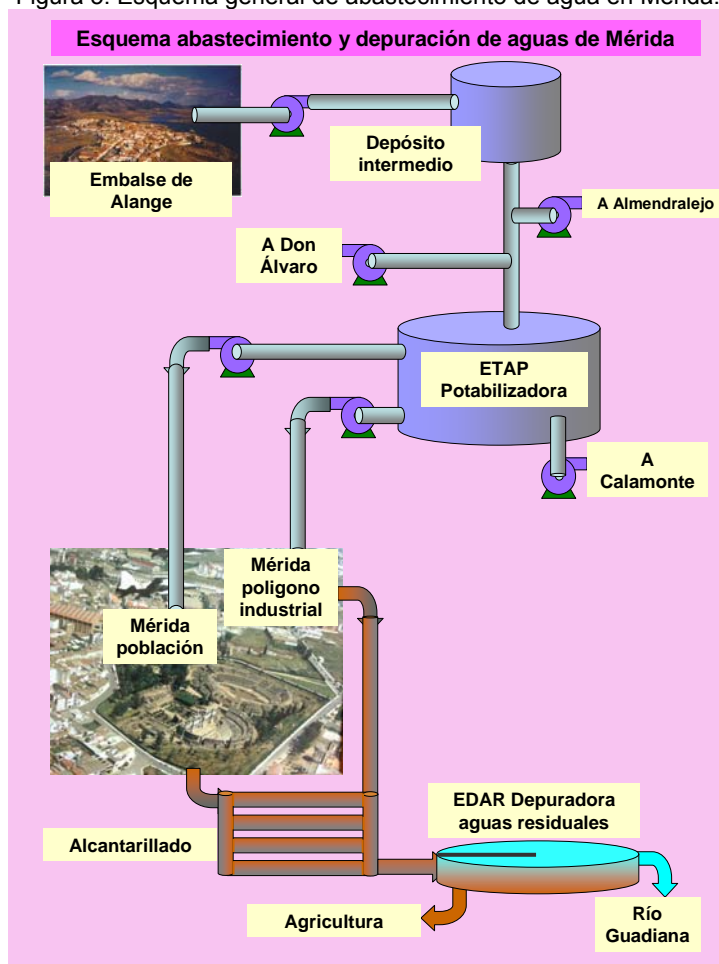 Figura 3. Esquema general de abastecimiento de agua en Mérida.
Esquema abastecimiento y depuración de aguas de Mérida
Depósito
intermedio
Embalse de
Alange
A Almendralejo
A Don
Álvaro
ETAP
Potabilizadora
A
Calamonte
Mérida
poligono
industrial
Mérida
población
EDAR Depuradora
aguas residuales
Alcantarillado
Agricultura
Río
Guadiana